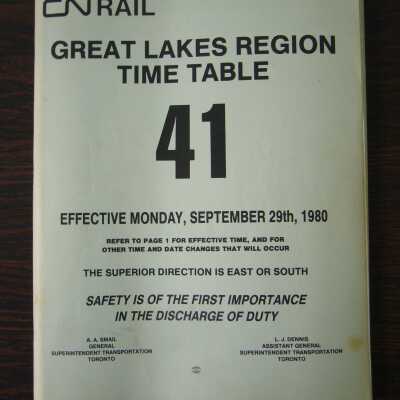 CN RAIL
GREAT LAKES REGION
TIME TABLE
41
EFFECTIVE MONDAY, SEPTEMBER 29th, 1980
REFER TO PAGE 1 FOR EFFECTIVE TIME, AND FOR
OTHER TIME AND DATE CHANGES THAT WILL OCCUR
THE SUPERIOR DIRECTION IS EAST OR SOUTH
SAFETY IS OF THE FIRST IMPORTANCE
IN THE DISCHARGE OF DUTY
A. A. SMAIL
GENERAL
SUPERINTENDENT TRANSPORTATION
TORONTO
L. J. DENNIS
ASSISTANT GENERAL
SUPERINTENDENT TRANSPORTATION
TORONTO